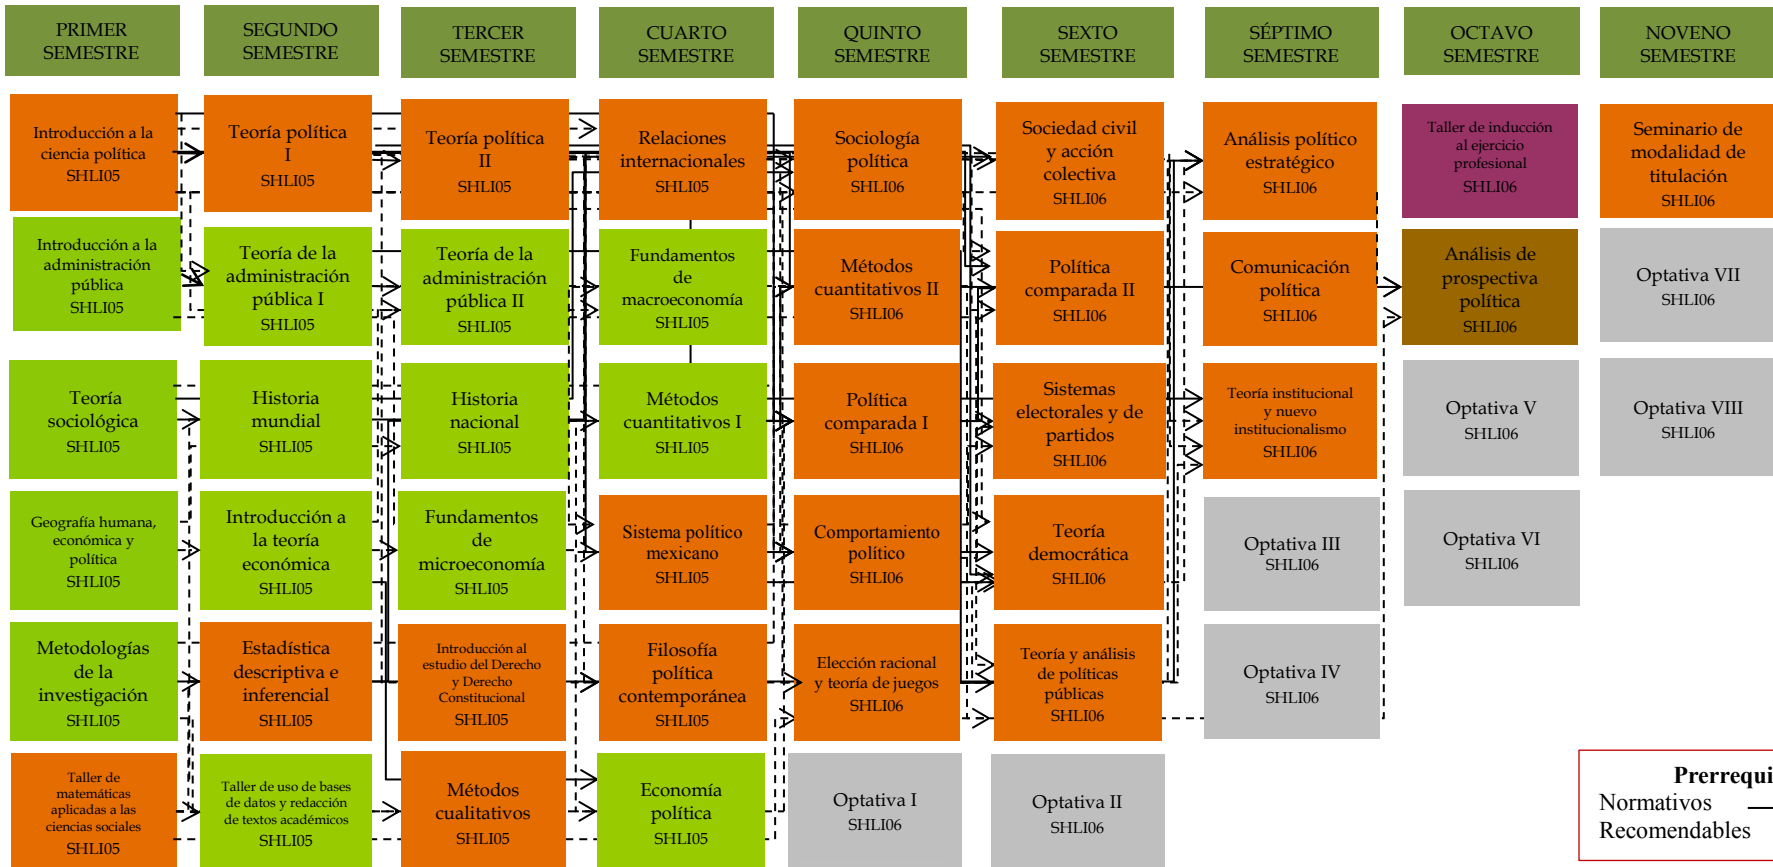 PRIMER
SEMESTRE
SEGUNDO
SEMESTRE
TERCER
SEMESTRE
CUARTO
SEMESTRE
QUINTO
SEMESTRE
SEXTO
SEMESTRE
SÉPTIMO
SEMESTRE
OCTAVO
SEMESTRE
NOVENO
SEMESTRE
Introducción a la
ciencia política
SHLI05
Teoría política
I
SHLI05
Teoría política
II
SHLI05
Relaciones
internacionales
SHLI05
Sociología
política
SHLI06
Sociedad civil
y acción
colectiva
SHLI06
Análisis político
estratégico
SHLI06
Taller de inducción
al ejercicio
profesional
SHLI06
Seminario de
modalidad de
titulación
SHLI06
Introducción a la
administración
pública
SHLI05
Teoría de la
administración
pública I
SHLI05
Teoría de la
administración
pública II
SHLI05
Fundamentos
de
macroeconomía
SHLI05
Métodos
cuantitativos II
SHLI06
Política
comparada II
SHLI06
Comunicación
política
SHLI06
Análisis de
prospectiva
política
SHLI06
Optativa VII
SHLI06
Teoría
sociológica
SHLI05
Historia
mundial
SHLI05
Historia
nacional
SHLI05
Métodos
cuantitativos I
SHLI05
Política
comparada I
SHLI06
Sistemas
electorales y de
partidos
SHLI06
Teoría institucional
y nuevo
institucionalismo
SHLI06
Optativa V
SHLI06
Optativa VIII
SHLI06
Geografía humana,
económica y
política
SHLI05
Introducción a
la teoría
económica
SHLI05
Fundamentos
de
microeconomía
SHLI05
Sistema político
mexicano
SHLI05
Comportamiento
político
SHLI06
Teoría
democrática
SHLI06
Optativa III
SHLI06
Optativa VI
SHLI06
Metodologías
de la
investigación
SHLI05
Estadística
descriptiva e
inferencial
SHLI05
Introducción al
estudio del Derecho
y Derecho
Constitucional
SHLI05
Filosofía
política
contemporánea
SHLI05
Elección racional
y teoría de juegos
SHLI06
Teoría y análisis
de políticas
públicas
SHLI06
Optativa IV
SHLI06
Taller de
matemáticas
aplicadas a las
ciencias sociales
SHLI05
Taller de uso de bases
de datos y redacción
de textos académicos
SHLI05
Métodos
cualitativos
SHLI05
Economía
política
SHLI05
Optativa I
SHLI06
Optativa II
SHLI06
Prerrequi
Normativos
Recomendables